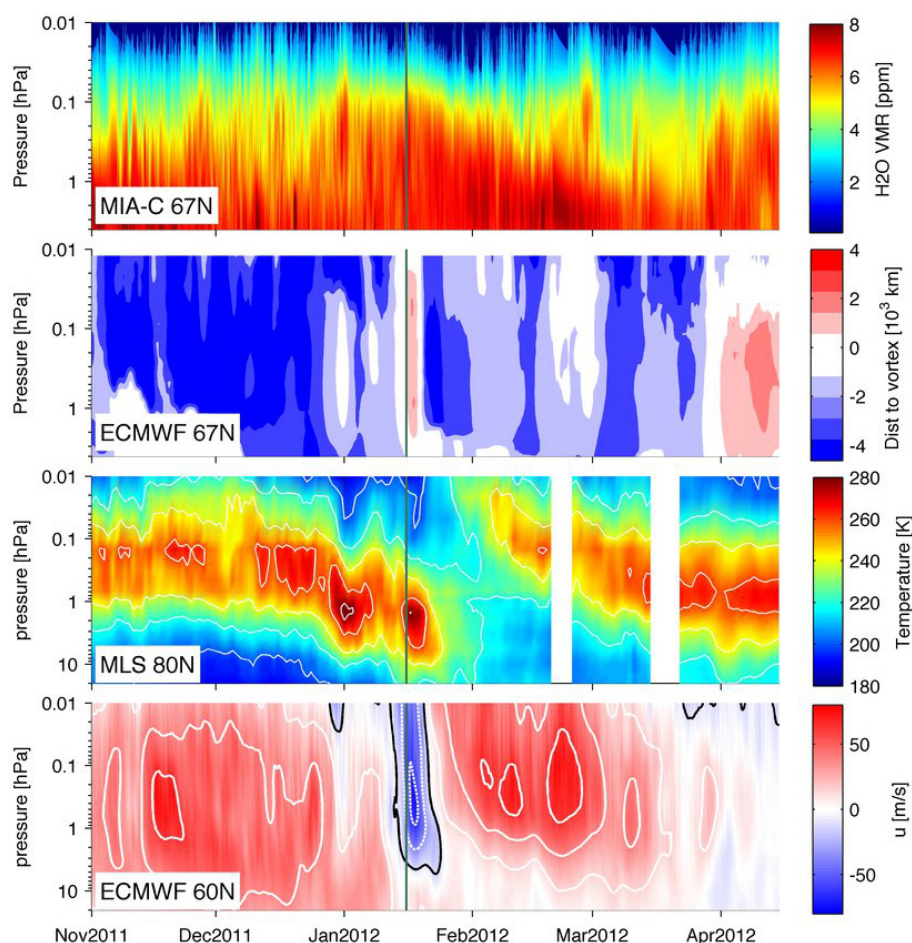 0.01
0.1
1
Pressure [hPa]
MIA-C 67N
8
6
4
2
H2O VMR [ppm]
0.01
0.1
1
Pressure [hPa]
ECMWF 67N
4
2
0
-2
-4
Dist to vortex [10³ km]
0.01
0.1
1
10
pressure [hPa]
MLS 80N
280
260
240
220
200
180
Temperature [K]
0.01
0.1
1
10
pressure [hPa]
ECMWF 60N
50
0
-50
u [m/s]
Nov2011 Dec2011 Jan2012 Feb2012 Mar2012 Apr2012